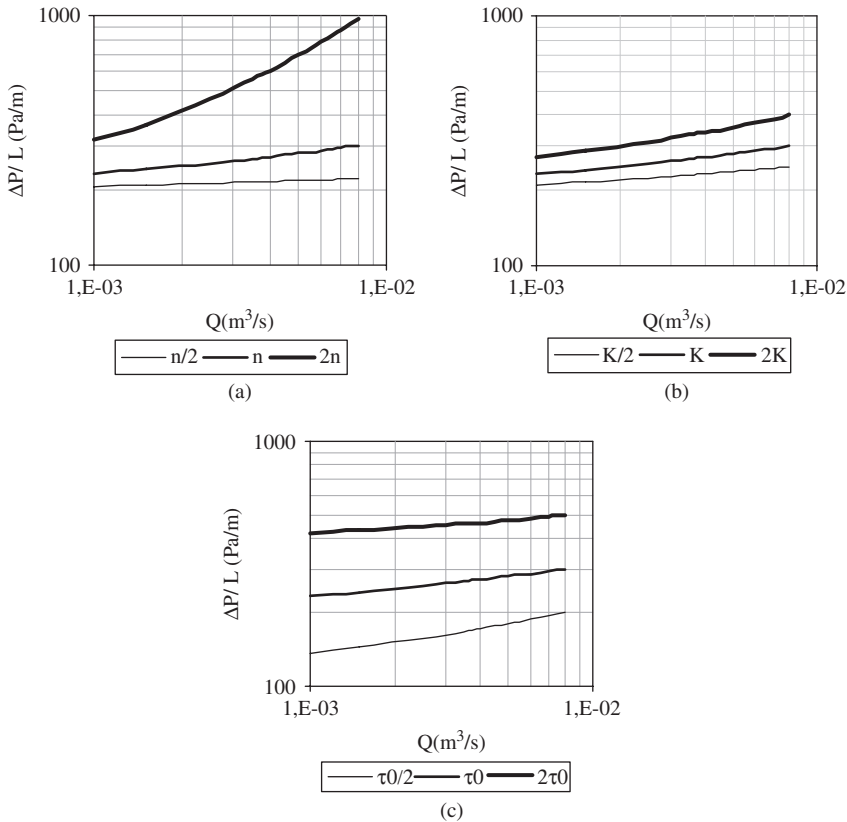 1000
ΔP/ L (Pa/m)
100
1,E-03
1,E-02
Q(m³/s)
n/2 n 2n
(a)
1000
ΔP/ L (Pa/m)
100
1,E-03
1,E-02
Q(m³/s)
K/2 K 2K
(b)
1000
ΔP/ L (Pa/m)
100
1,E-03
1,E-02
Q(m³/s)
τ0/2 τ0 2τ0
(c)